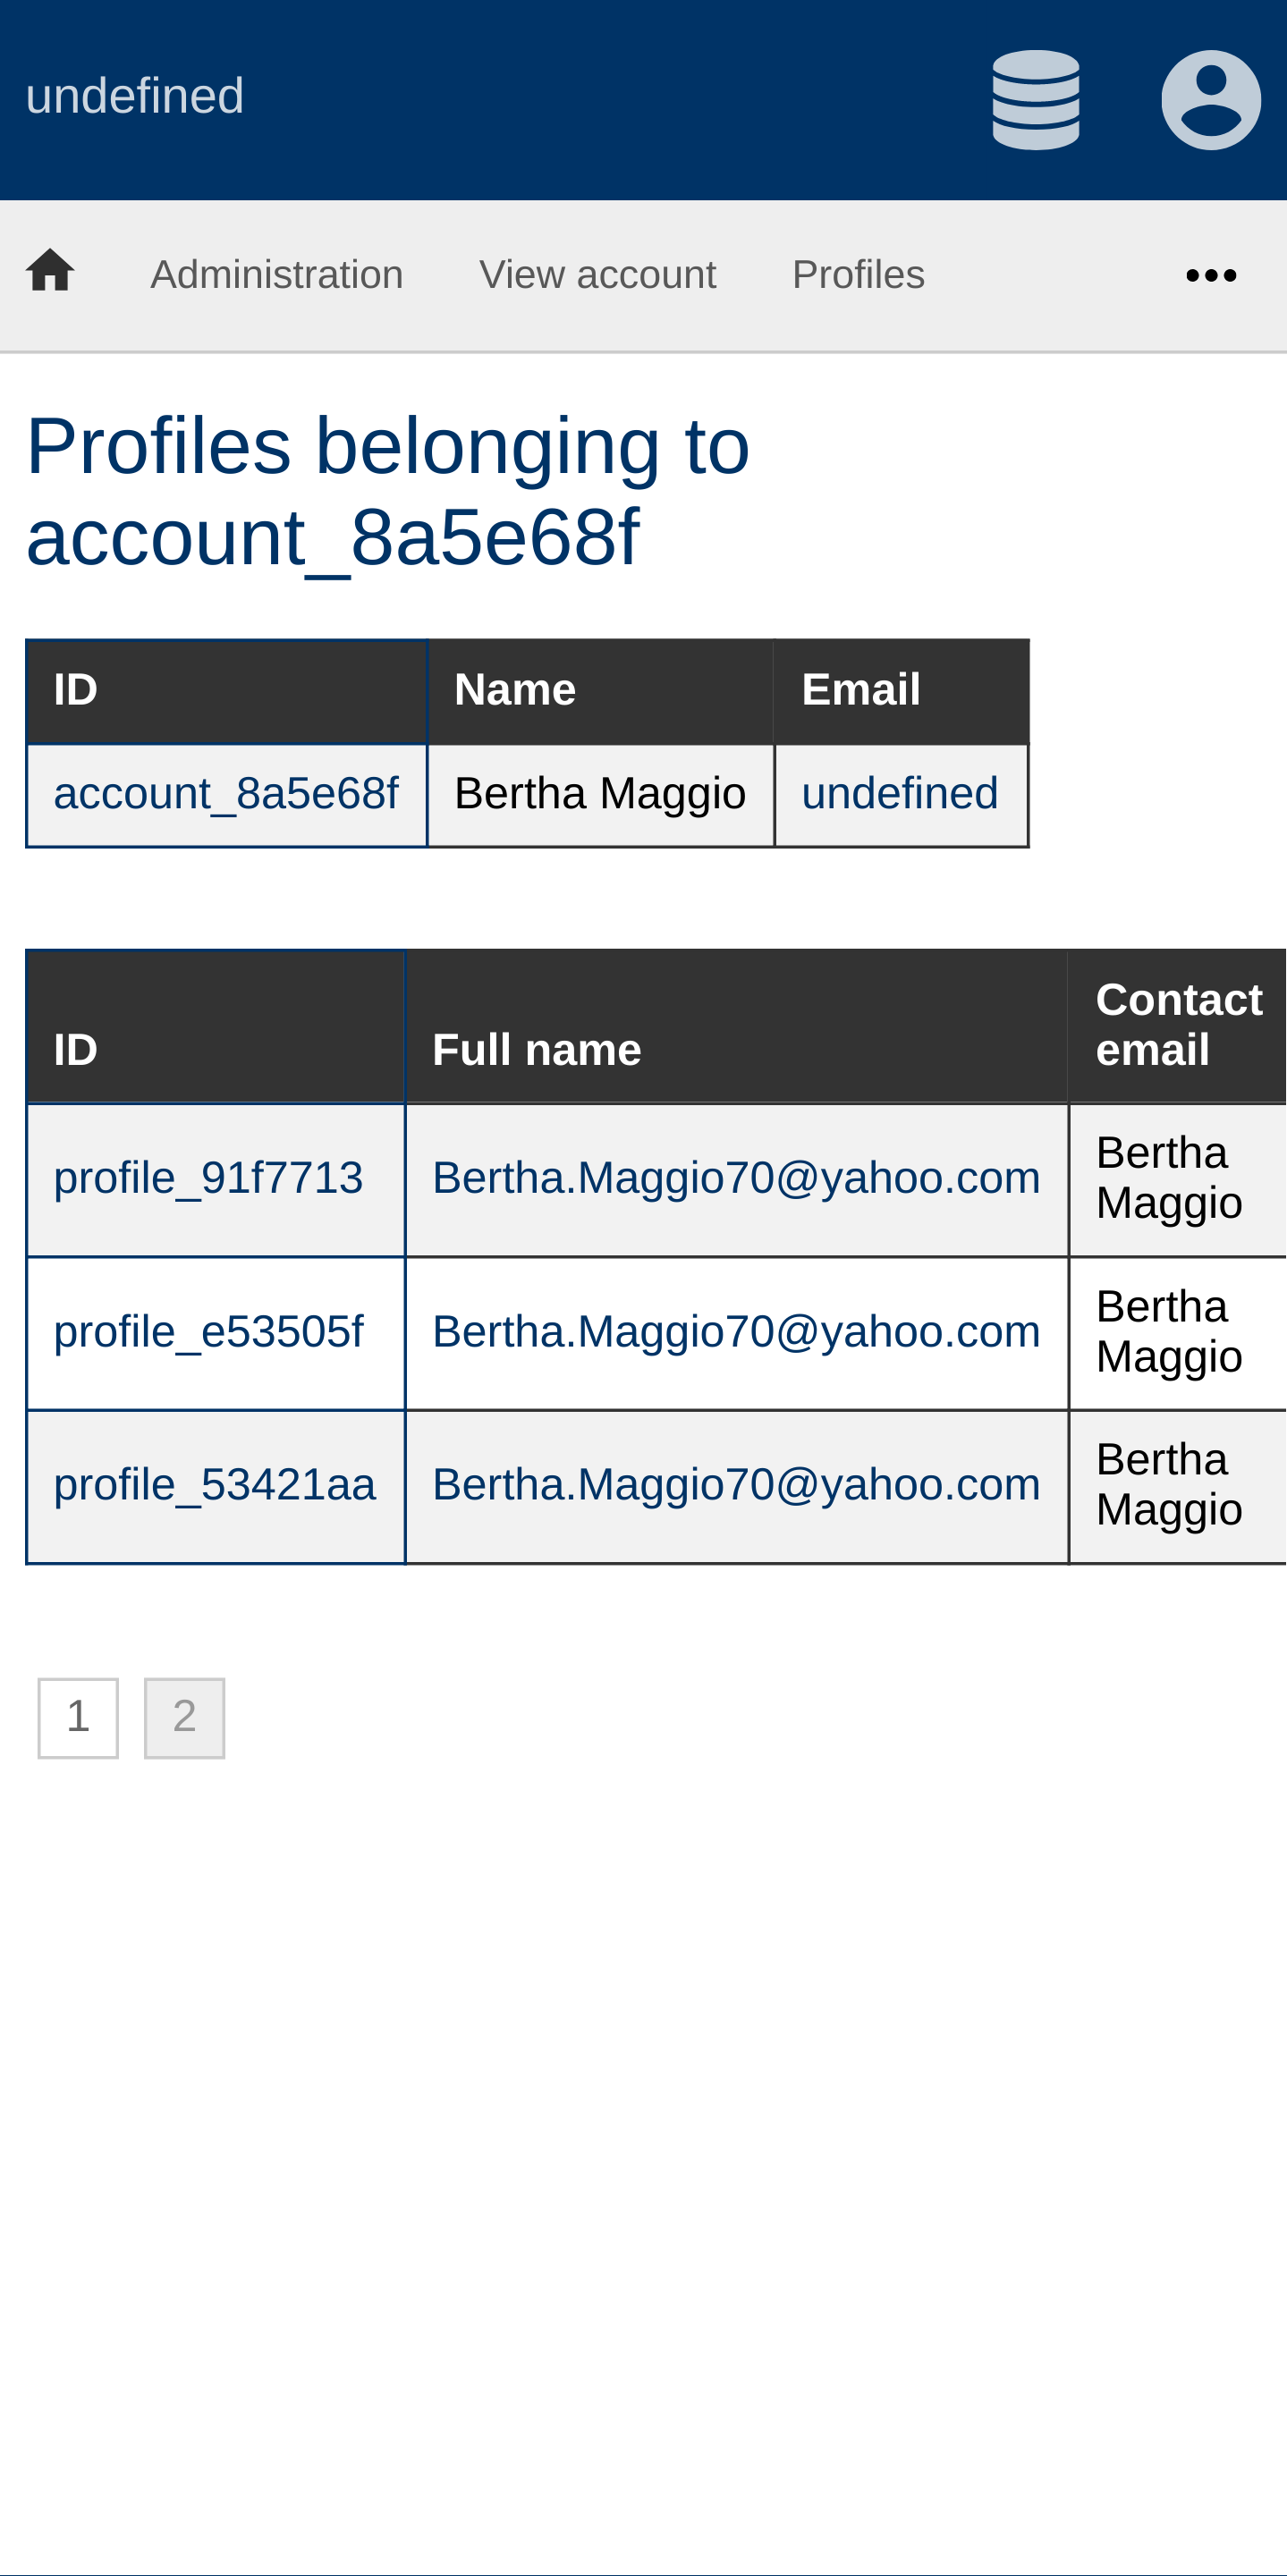 undefined
Administration View account Profiles
Profiles belonging to
account_8a5e68f
ID Name Email
account_8a5e68f Bertha Maggio undefined
ID Full name Contact email
profile_91f7713 Bertha.Maggio70@yahoo.com Bertha Maggio
profile_e53505f Bertha.Maggio70@yahoo.com Bertha Maggio
profile_53421aa Bertha.Maggio70@yahoo.com Bertha Maggio
1 2